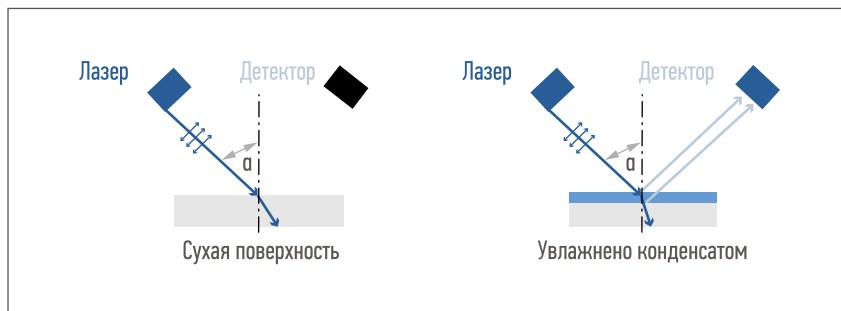 Лазер
Детектор
α
Сухая поверхность
Лазер
Детектор
α
Увлажнено конденсатом